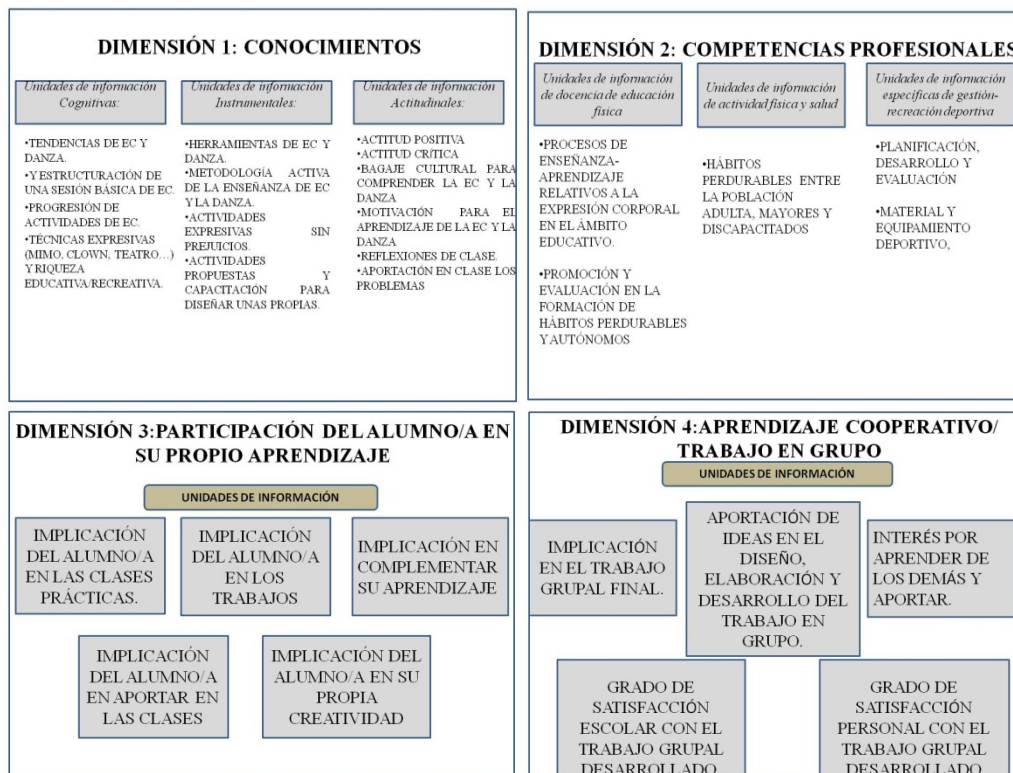 DIMENSIÓN 1: CONOCIMIENTOS
Unidades de información
Cognitivas:
•TENDENCIAS DE EC Y
DANZA.
•Y ESTRUCTURACIÓN DE
UNA SESIÓN BÁSICA DE EC.
•PROGRESIÓN DE
ACTIVIDADES DE EC.
•TÉCNICAS EXPRESIVAS
(MIMO, CLOWN, TEATRO…)
Y RIQUEZA
EDUCATIVA/RECREATIVA.
Unidades de información
Instrumentales:
•HERRAMIENTAS DE EC Y
DANZA.
•METODOLOGÍA ACTIVA
DE LA ENSEÑANZA DE EC
Y LA DANZA.
•ACTIVIDADES
EXPRESIVAS SIN
PREJUICIOS.
•ACTIVIDADES
PROPUESTAS Y
CAPACITACIÓN PARA
DISEÑAR UNAS PROPIAS.
Unidades de información
Actitudinales:
•ACTITUD POSITIVA
•ACTITUD CRÍTICA
•BAGAJE CULTURAL PARA
COMPRENDER LA EC Y LA
DANZA
•MOTIVACIÓN PARA EL
APRENDIZAJE DE LA EC Y LA
DANZA
•REFLEXIONES DE CLASE.
•APORTACIÓN EN CLASE LOS
PROBLEMAS
DIMENSIÓN 2: COMPETENCIAS PROFESIONALES
Unidades de información
de docencia de educación
física
•PROCESOS DE
ENSEÑANZA-
APRENDIZAJE
RELATIVOS A LA
EXPRESIÓN CORPORAL
EN EL ÁMBITO
EDUCATIVO.
•PROMOCIÓN Y
EVALUACIÓN EN LA
FORMACIÓN DE
HÁBITOS PERDURABLES
Y AUTÓNOMOS
Unidades de información
de actividad física y salud
•HÁBITOS
PERDURABLES ENTRE
LA POBLACIÓN
ADULTA, MAYORES Y
DISCAPACITADOS
Unidades de información
específicas de gestión-
recreación deportiva
•PLANIFICACIÓN,
DESARROLLO Y
EVALUACIÓN
•MATERIAL Y
EQUIPAMIENTO
DEPORTIVO,
DIMENSIÓN 3:PARTICIPACIÓN DEL ALUMNO/A EN
SU PROPIO APRENDIZAJE
UNIDADES DE INFORMACIÓN
IMPLICACIÓN
DEL ALUMNO/A
EN LAS CLASES
PRÁCTICAS.
IMPLICACIÓN
DEL ALUMNO/A
EN LOS
TRABAJOS
IMPLICACIÓN EN
COMPLEMENTAR
SU APRENDIZAJE
IMPLICACIÓN
DEL ALUMNO/A
EN APORTAR EN
LAS CLASES
IMPLICACIÓN DEL
ALUMNO/A EN SU
PROPIA
CREATIVIDAD
DIMENSIÓN 4:APRENDIZAJE COOPERATIVO/
TRABAJO EN GRUPO
UNIDADES DE INFORMACIÓN
IMPLICACIÓN
EN EL TRABAJO
GRUPAL FINAL.
APORTACIÓN DE
IDEAS EN EL
DISEÑO,
ELABORACIÓN Y
DESARROLLO DEL
TRABAJO EN
GRUPO.
INTERÉS POR
APRENDER DE
LOS DEMÁS Y
APORTAR.
GRADO DE
SATISFACCIÓN
ESCOLAR CON EL
TRABAJO GRUPAL
DESARROLLADO
GRADO DE
SATISFACCIÓN
PERSONAL CON EL
TRABAJO GRUPAL
DESARROLLADO